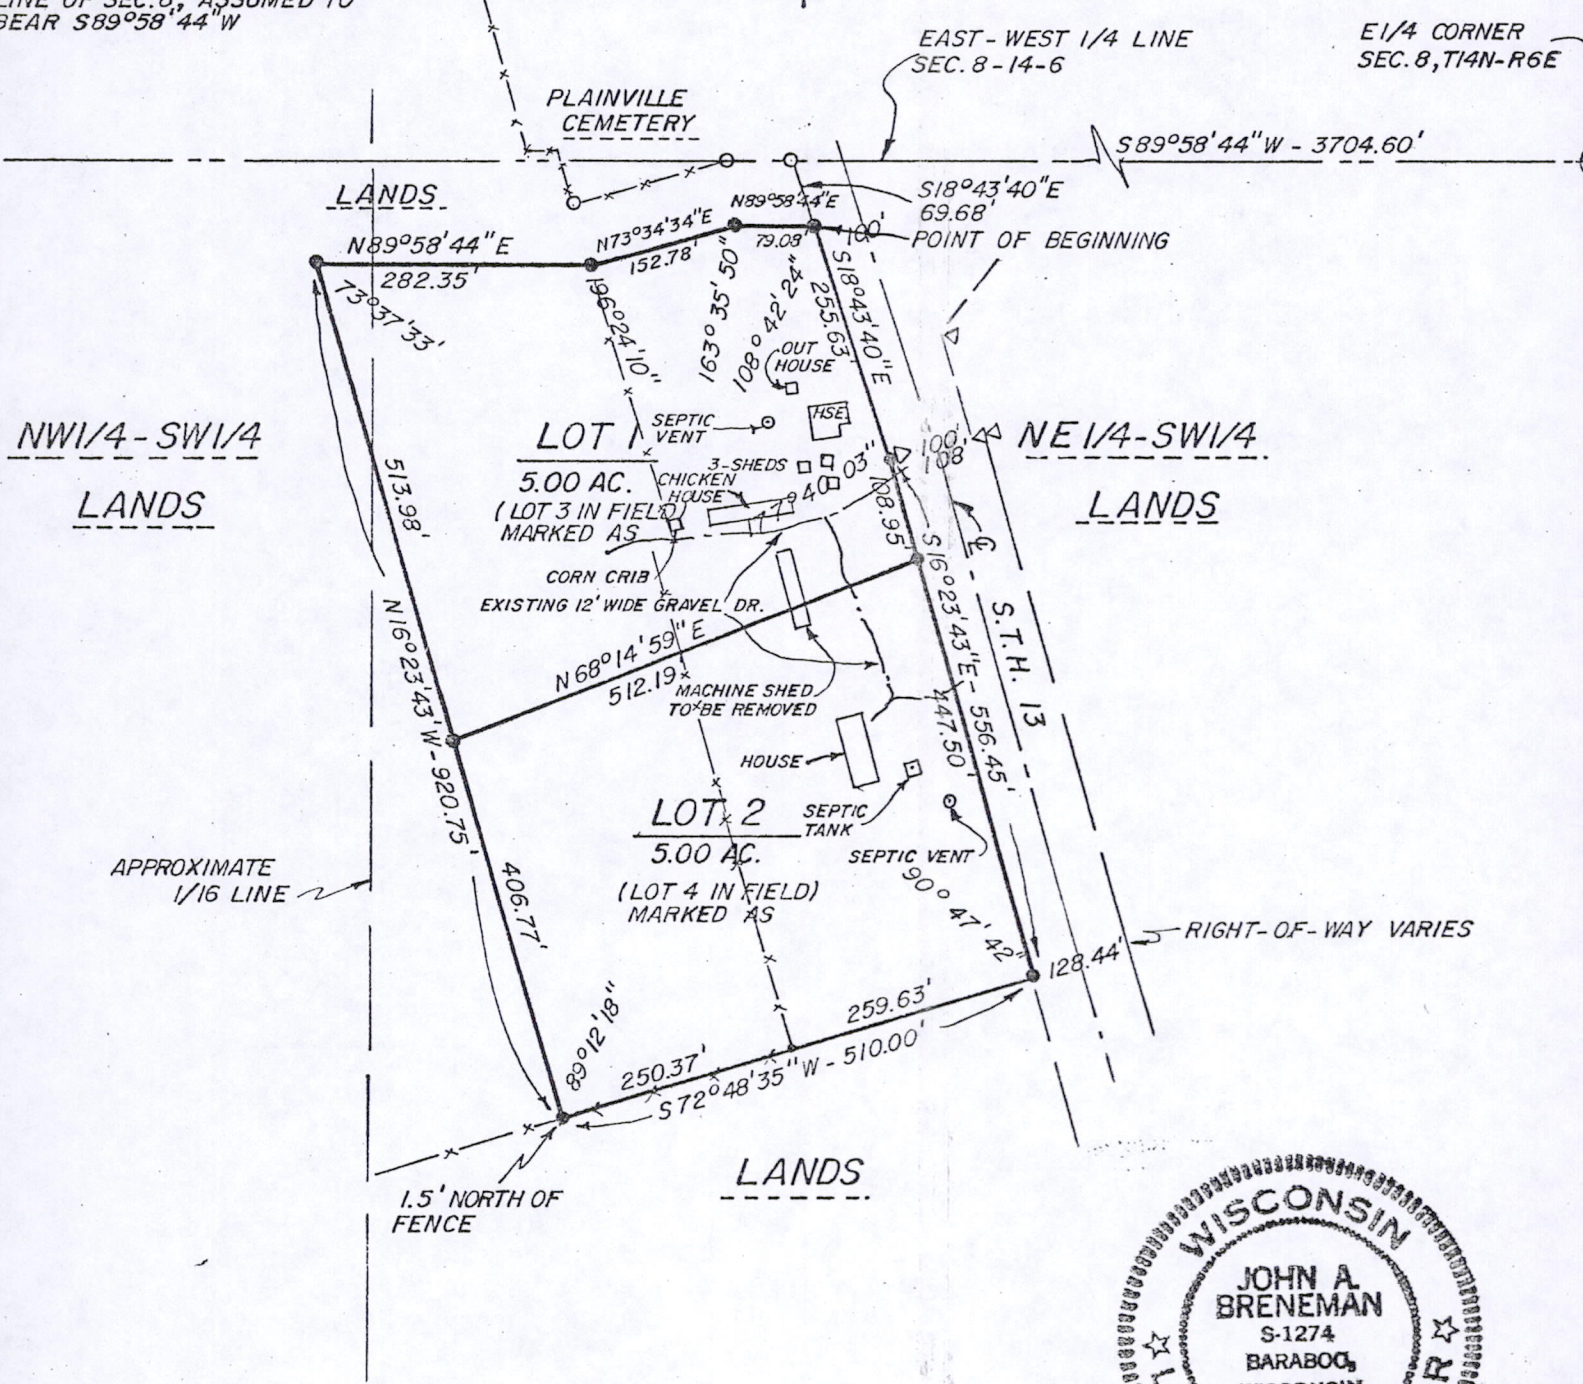 LINE OF SEC. 8, ASSUMED TO
BEAR S89°58'44"W
EAST-WEST 1/4 LINE
SEC. 8-14-6
E1/4 CORNER
SEC. 8, T14N-R6E
PLAINVILLE
CEMETERY
S89°58'44"W - 3704.60'
LANDS
S18°43'40"E
69.68'
N89°58'44"E
79.08'
100'
POINT OF BEGINNING
N73°34'34"E
152.78'
N89°58'44"E
282.35'
73°37'33"
196°24'10"
163°35'50"
108°42'24"
S18°43'40"E
255.63'
OUT
HOUSE
HSE
SEPTIC
VENT
NW1/4-SW1/4
LANDS
LOT 1
5.00 AC.
(LOT 3 IN FIELD)
MARKED AS
3-SHEDS
CHICKEN
HOUSE
179°40'03"
100'
108'
NE1/4-SW1/4
LANDS
513.98'
108.95'
CORN CRIB
EXISTING 12' WIDE GRAVEL DR.
N68°14'59"E
512.19'
MACHINE SHED
TO BE REMOVED
N16°23'43"W - 920.75'
S16°23'43"E - 556.45'
447.50'
℄ - S.T.H. 13
HOUSE
LOT 2
5.00 AC.
(LOT 4 IN FIELD)
MARKED AS
SEPTIC
TANK
SEPTIC VENT
90°47'42"
APPROXIMATE
1/16 LINE
406.77'
RIGHT-OF-WAY VARIES
128.44'
259.63'
250.37'
S72°48'35"W - 510.00'
89°12'18"
LANDS
1.5' NORTH OF
FENCE
WISCONSIN
JOHN A.
BRENEMAN
S-1274
BARABOO,